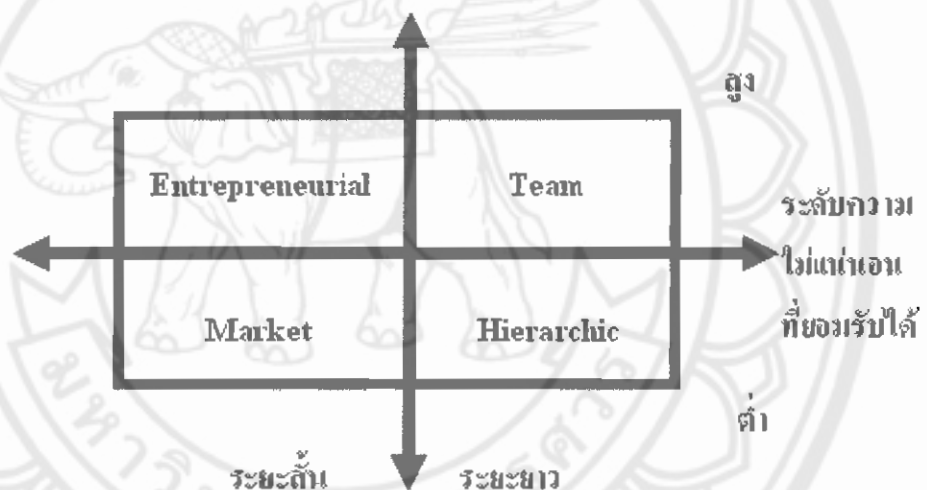 สูง
Entrepreneurial Team
ระดับความ
ไม่แน่นอน
ที่ยอมรับได้
Market Hierarchic
ต่ำ
ระยะสั้น ระยะยาว